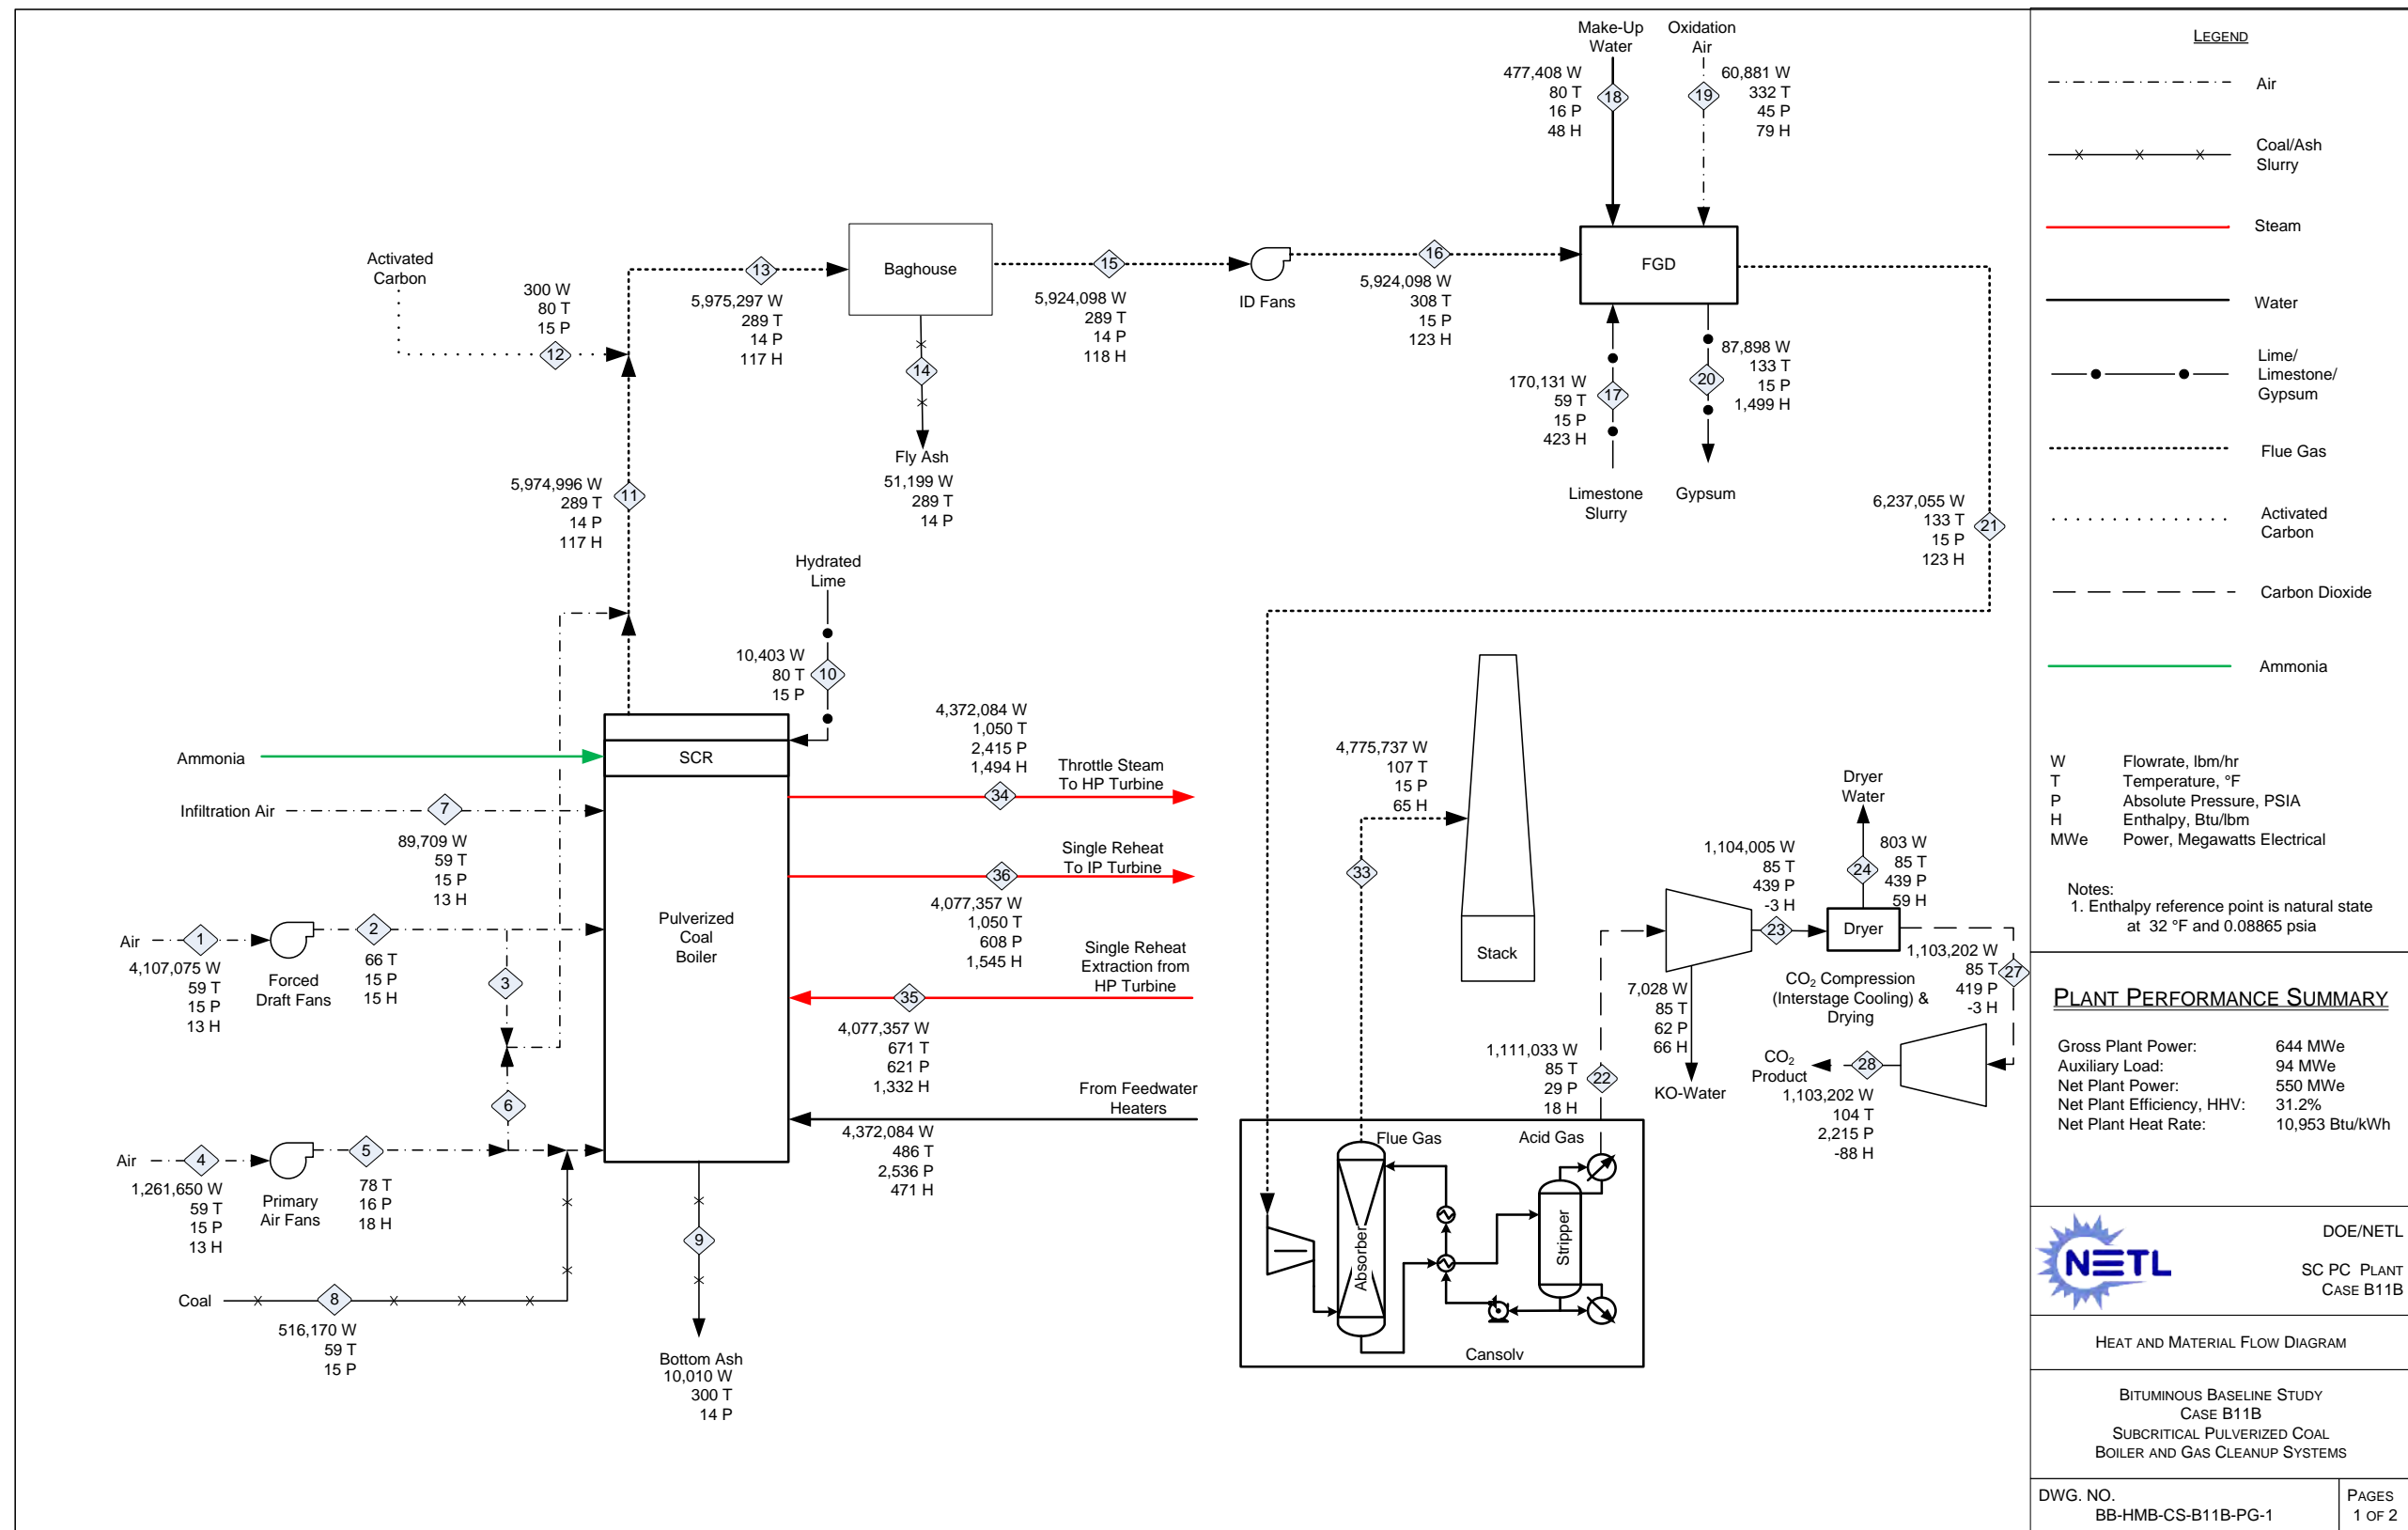 Make-Up
Water
477,408 W
80 T
16 P
48 H
18
Oxidation
Air
60,881 W
332 T
45 P
79 H
19
Activated
Carbon
300 W
80 T
15 P
12
13
5,975,297 W
289 T
14 P
117 H
Baghouse
15
5,924,098 W
289 T
14 P
118 H
ID Fans
16
5,924,098 W
308 T
15 P
123 H
FGD
14
Fly Ash
51,199 W
289 T
14 P
170,131 W
59 T
15 P
423 H
17
Limestone
Slurry
20
87,898 W
133 T
15 P
1,499 H
Gypsum
5,974,996 W
289 T
14 P
117 H
11
6,237,055 W
133 T
15 P
123 H
21
Hydrated
Lime
10,403 W
80 T
15 P
10
Ammonia
SCR
Infiltration Air
7
89,709 W
59 T
15 P
13 H
Air
1
4,107,075 W
59 T
15 P
13 H
Forced
Draft Fans
2
66 T
15 P
15 H
3
6
Air
4
1,261,650 W
59 T
15 P
13 H
Primary
Air Fans
5
78 T
16 P
18 H
Coal
8
516,170 W
59 T
15 P
Pulverized
Coal
Boiler
9
Bottom Ash
10,010 W
300 T
14 P
4,372,084 W
1,050 T
2,415 P
1,494 H
34
Throttle Steam
To HP Turbine
Single Reheat
To IP Turbine
36
4,077,357 W
1,050 T
608 P
1,545 H
Single Reheat
Extraction from
HP Turbine
35
4,077,357 W
671 T
621 P
1,332 H
From Feedwater
Heaters
4,372,084 W
486 T
2,536 P
471 H
4,775,737 W
107 T
15 P
65 H
33
Stack
1,111,033 W
85 T
29 P
18 H
22
Flue Gas
Acid Gas
Absorber
Stripper
Cansolv
1,104,005 W
85 T
439 P
-3 H
23
7,028 W
85 T
62 P
66 H
KO-Water
Dryer
Water
24
803 W
85 T
439 P
59 H
Dryer
CO2 Compression
(Interstage Cooling) &
Drying
1,103,202 W
85 T
419 P
-3 H
27
CO2
Product
28
1,103,202 W
104 T
2,215 P
-88 H
LEGEND
Air
Coal/Ash
Slurry
Steam
Water
Lime/
Limestone/
Gypsum
Flue Gas
Activated
Carbon
Carbon Dioxide
Ammonia
W Flowrate, lbm/hr
T Temperature, °F
P Absolute Pressure, PSIA
H Enthalpy, Btu/lbm
MWe Power, Megawatts Electrical
Notes:
1. Enthalpy reference point is natural state
at 32 °F and 0.08865 psia
PLANT PERFORMANCE SUMMARY
Gross Plant Power: 644 MWe
Auxiliary Load: 94 MWe
Net Plant Power: 550 MWe
Net Plant Efficiency, HHV: 31.2%
Net Plant Heat Rate: 10,953 Btu/kWh
NETL
DOE/NETL
SC PC PLANT
CASE B11B
HEAT AND MATERIAL FLOW DIAGRAM
BITUMINOUS BASELINE STUDY
CASE B11B
SUBCRITICAL PULVERIZED COAL
BOILER AND GAS CLEANUP SYSTEMS
DWG. NO.
BB-HMB-CS-B11B-PG-1
PAGES
1 OF 2